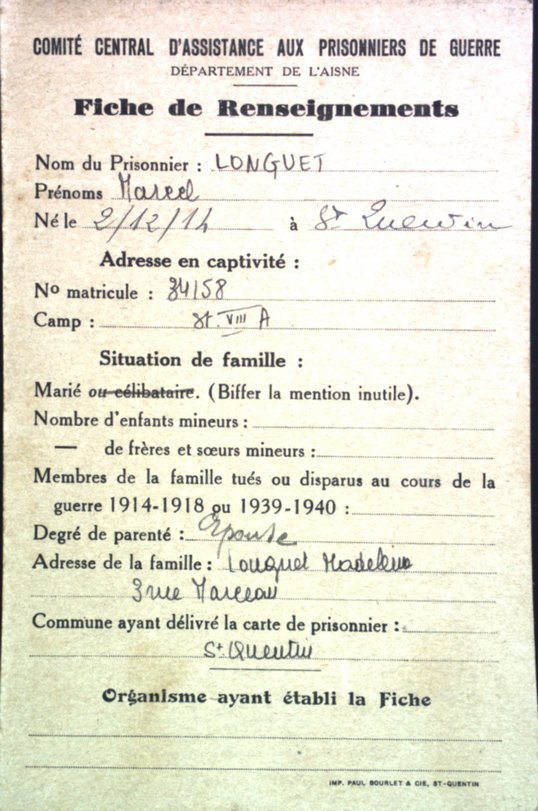 COMITÉ CENTRAL D'ASSISTANCE AUX PRISONNIERS DE GUERRE
DÉPARTEMENT DE L'AISNE
Fiche de Renseignements
Nom du Prisonnier : LONGUET
Prénoms Marcel
Né le 2/12/14 à St Quentin
Adresse en captivité :
No matricule : 34158
Camp : St. VIII A
Situation de famille :
Marié ou célibataire. (Biffer la mention inutile).
Nombre d'enfants mineurs :
— de frères et sœurs mineurs :
Membres de la famille tués ou disparus au cours de la
guerre 1914-1918 ou 1939-1940 :
Degré de parenté : Epouse
Adresse de la famille : Longuet Madeleine
3 rue Marceau
Commune ayant délivré la carte de prisonnier :
St Quentin
Organisme ayant établi la Fiche
IMP. PAUL BOURLET & CIE, ST-QUENTIN